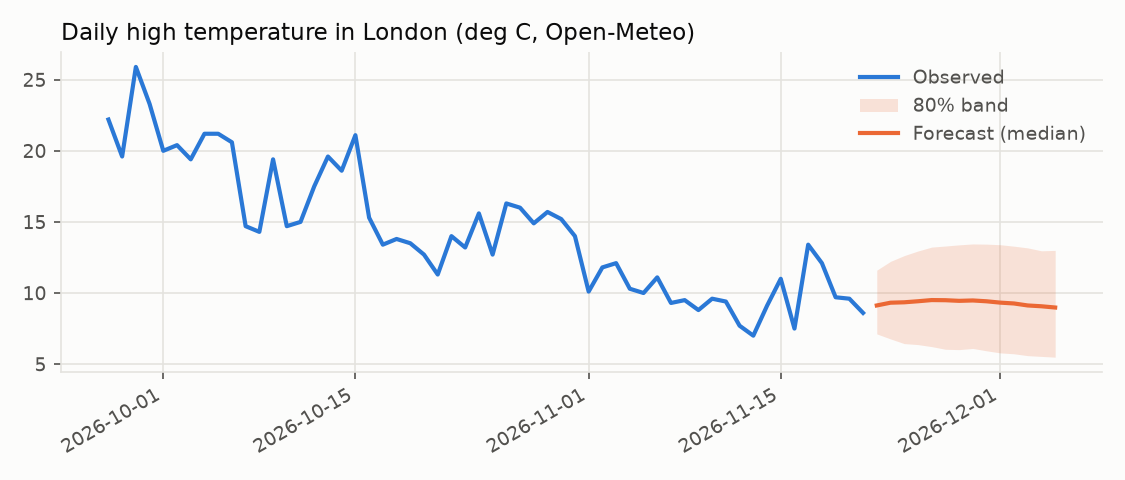 Daily high temperature in London (deg C, Open-Meteo)
Observed
80% band
Forecast (median)
25
20
15
10
5
2026-10-01
2026-10-15
2026-11-01
2026-11-15
2026-12-01